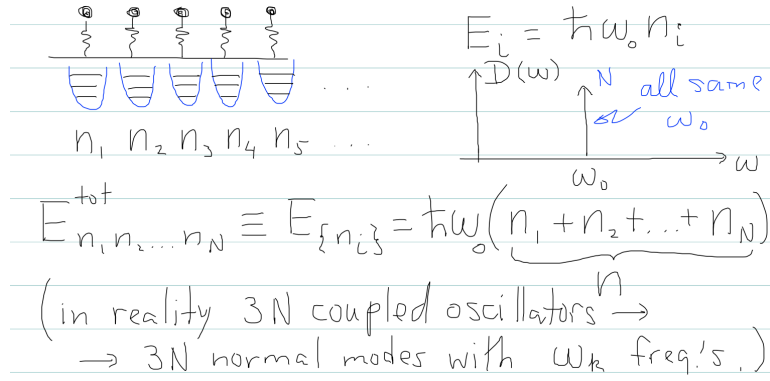 E_i = ħω₀n_i
D(ω)
N all same
ω₀
n₁ n₂ n₃ n₄ n₅ ...
ω
ω₀
E^tot_{n₁n₂...n_N} ≡ E_{{n_i}} = ħω₀(n₁ + n₂ + ... + n_N)
n
(in reality 3N coupled oscillators →
→ 3N normal modes with ω_k freq.'s.)